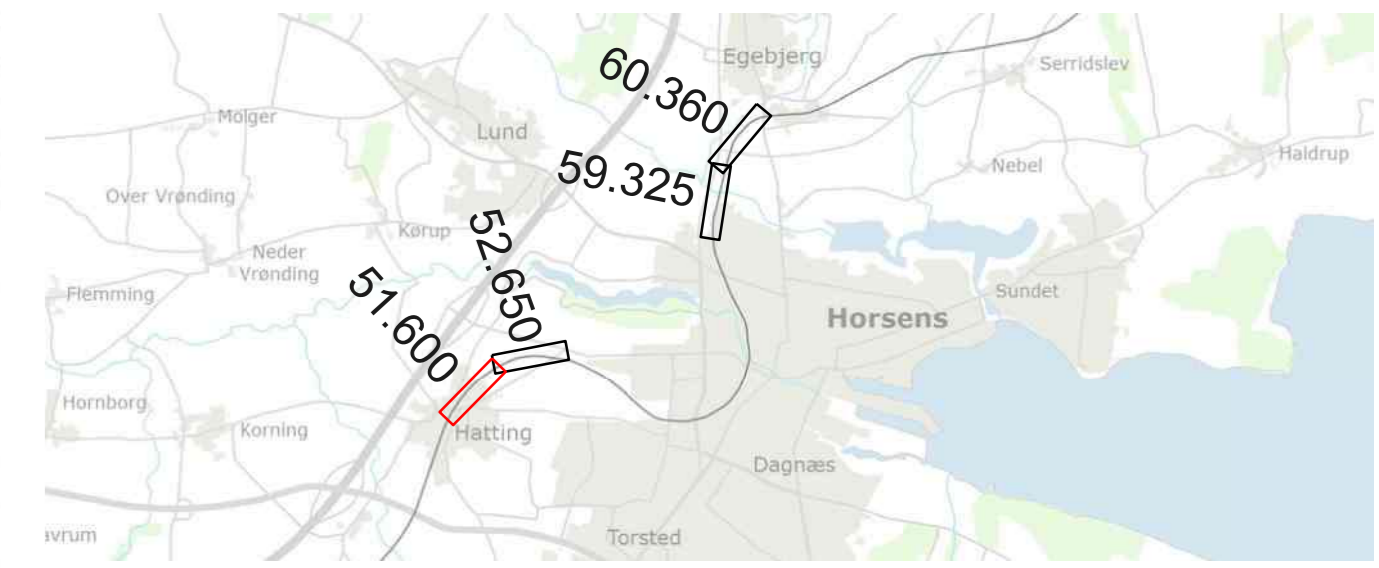 Egebjerg
Serridslev
60.360
Mølger
Lund
Haldrup
Nebel
59.325
Over Vrønding
Kørup
52.650
Neder
Vrønding
Flemming
51.600
Sundet
Horsens
Hornborg
Korning
Hatting
Dagnæs
Torsted
avrum